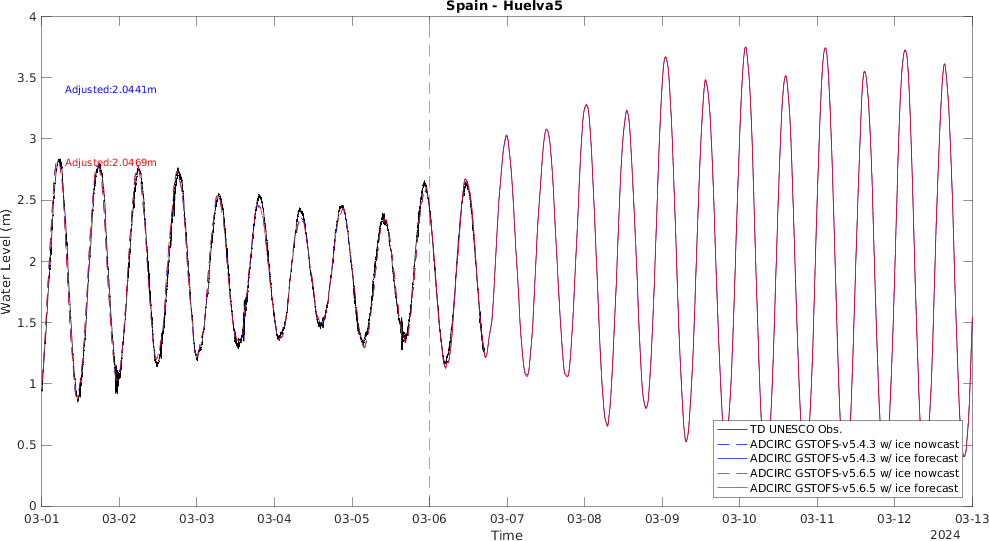 Spain - Huelva5
4
3.5
3
2.5
2
1.5
1
0.5
0
Water Level (m)
Adjusted:2.0441m
Adjusted:2.0469m
TD UNESCO Obs.
ADCIRC GSTOFS-v5.4.3 w/ ice nowcast
ADCIRC GSTOFS-v5.4.3 w/ ice forecast
ADCIRC GSTOFS-v5.6.5 w/ ice nowcast
ADCIRC GSTOFS-v5.6.5 w/ ice forecast
03-01 03-02 03-03 03-04 03-05 03-06 03-07 03-08 03-09 03-10 03-11 03-12 03-13
Time
2024